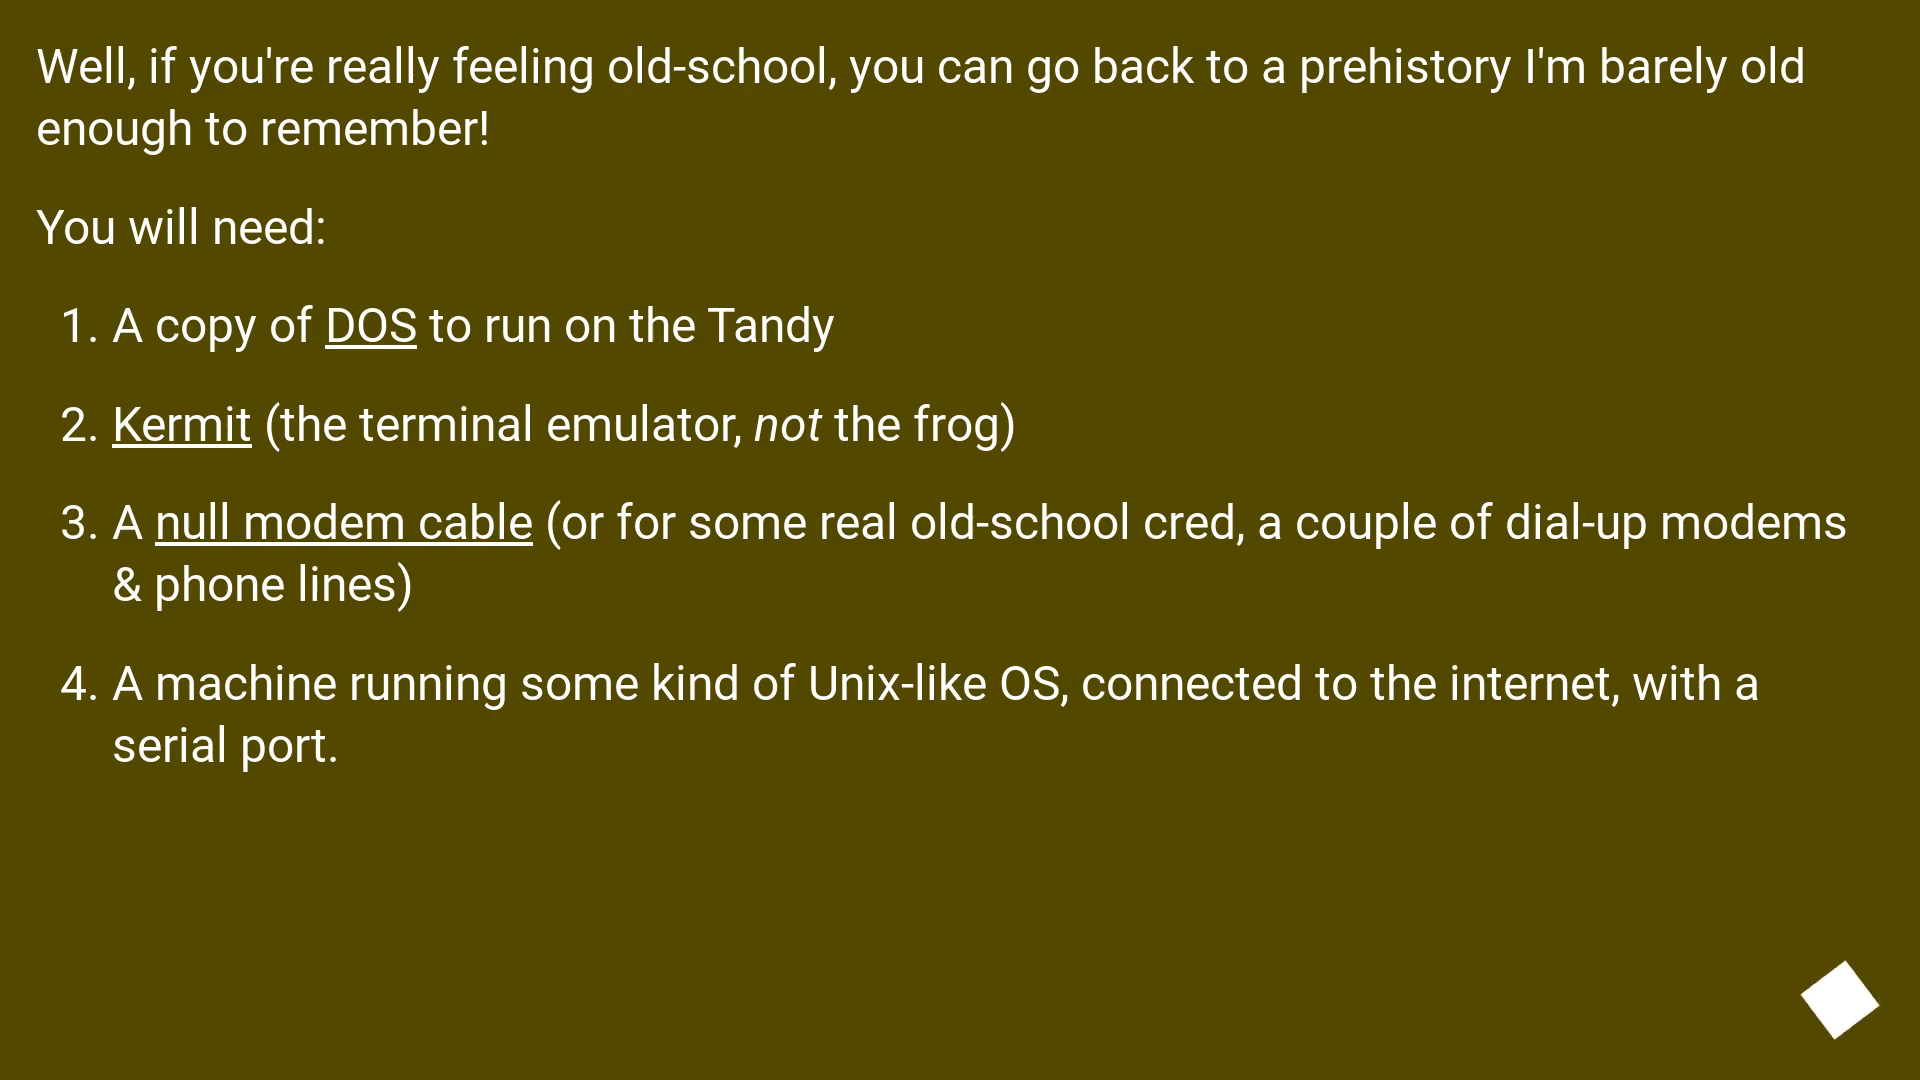 Well, if you're really feeling old-school, you can go back to a prehistory I'm barely old
enough to remember!
You will need:
1. A copy of DOS to run on the Tandy
2. Kermit (the terminal emulator, not the frog)
3. A null modem cable (or for some real old-school cred, a couple of dial-up modems
& phone lines)
4. A machine running some kind of Unix-like OS, connected to the internet, with a
serial port.